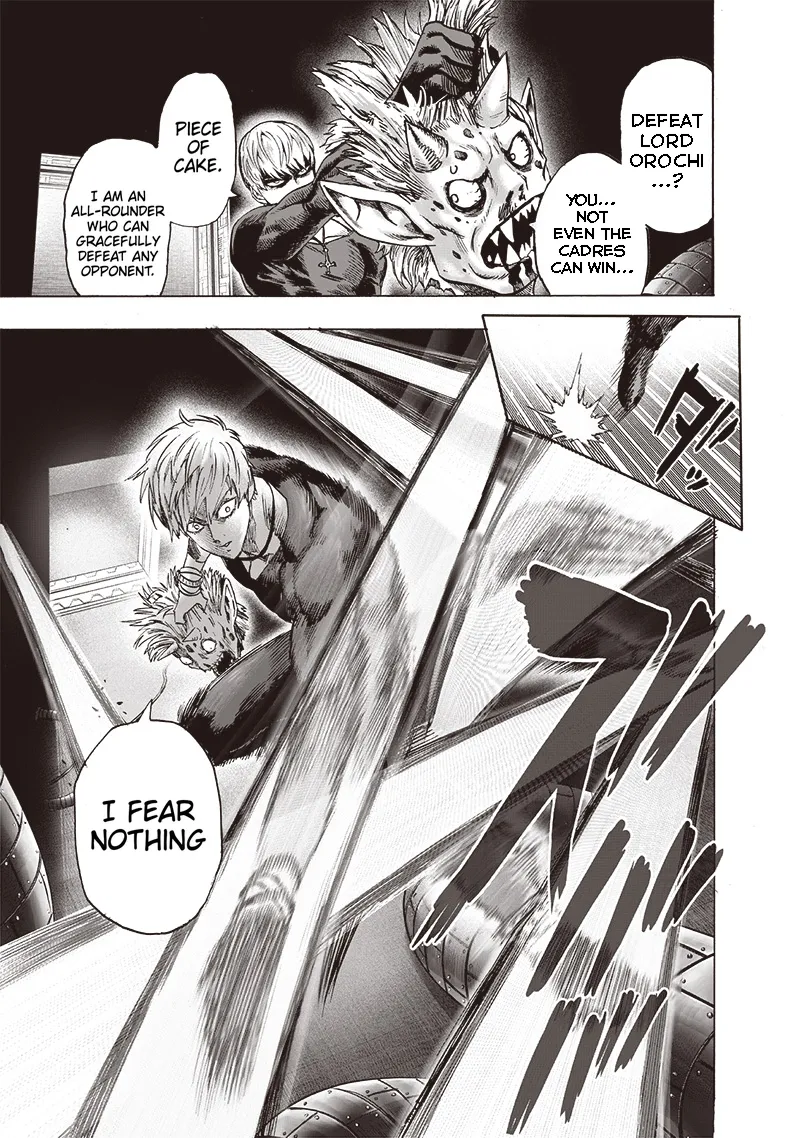 DEFEAT
LORD
OROCHI
...?
YOU...
NOT
EVEN THE
CADRES
CAN WIN...
PIECE
OF
CAKE.
I AM AN
ALL-ROUNDER
WHO CAN
GRACEFULLY
DEFEAT ANY
OPPONENT.
ダッ
I FEAR
NOTHING